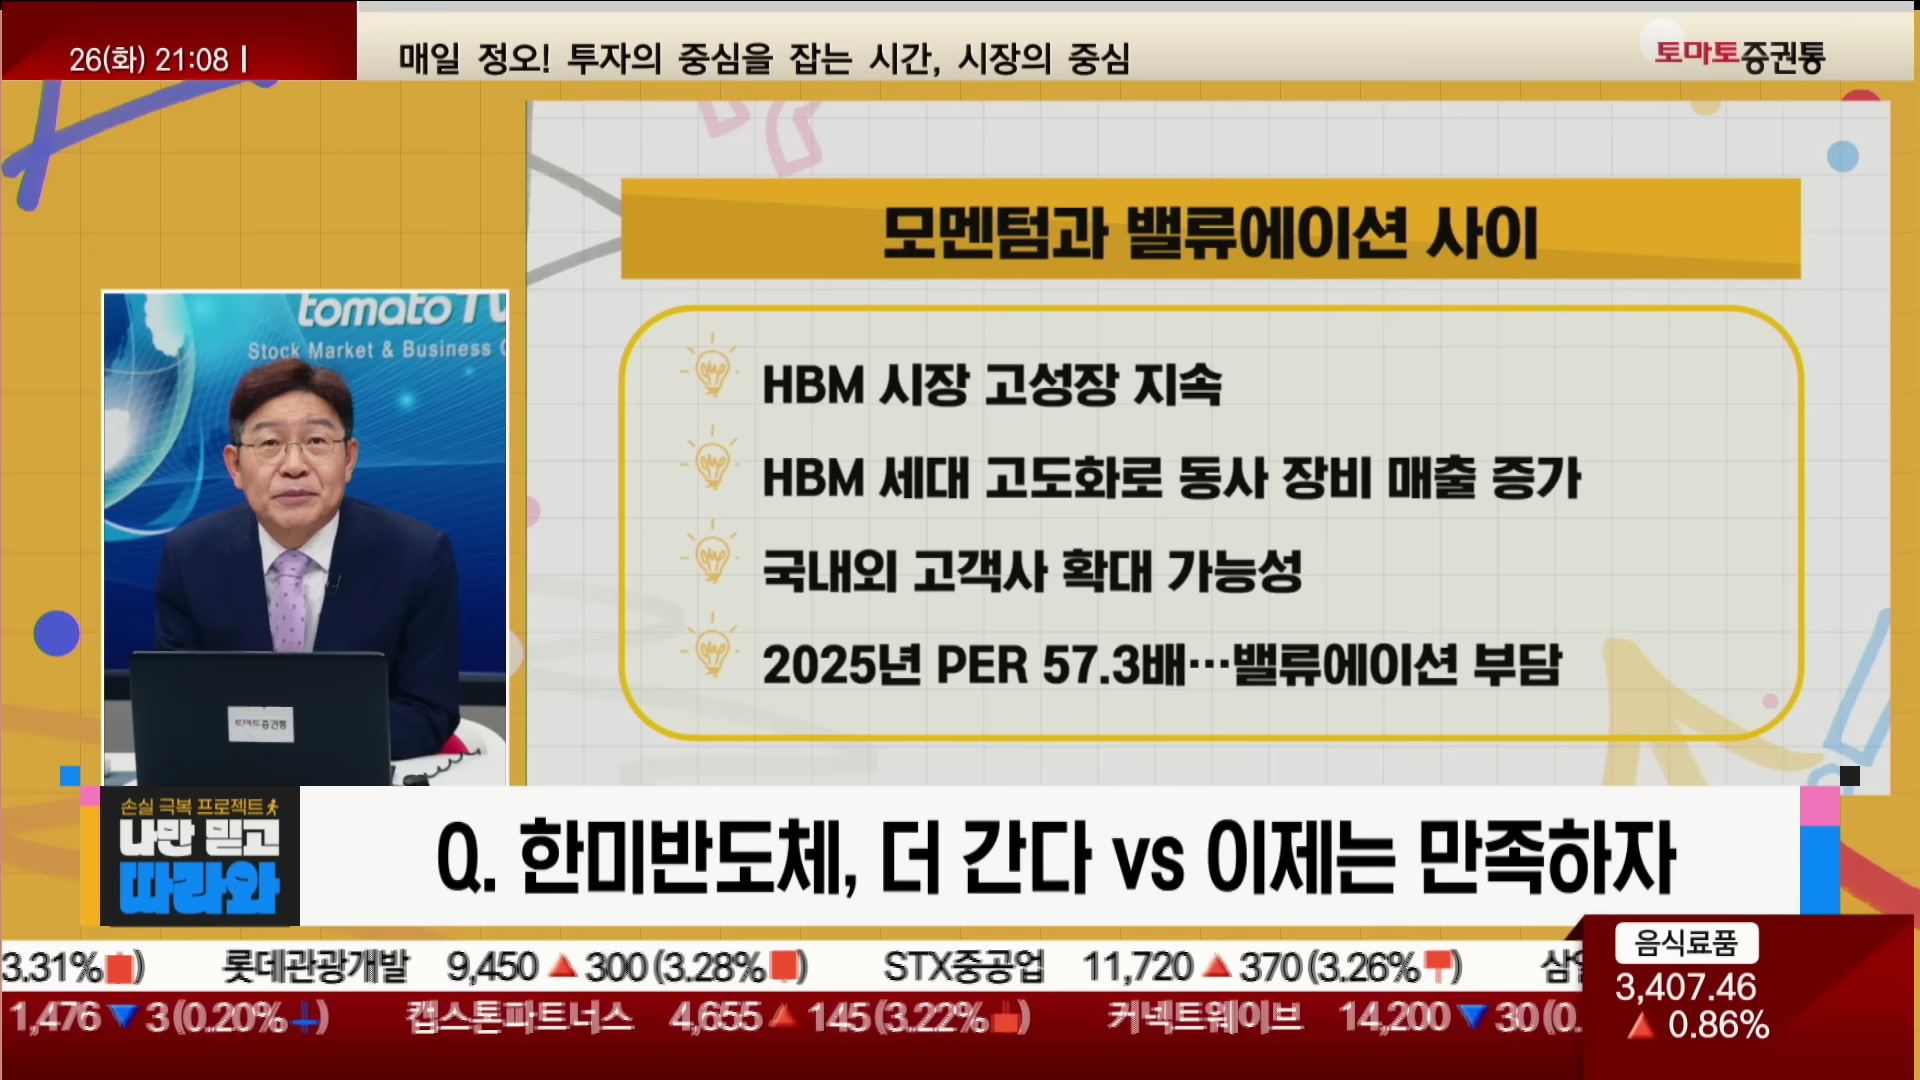 26(화) 21:08
매일 정오! 투자의 중심을 잡는 시간, 시장의 중심
토마토증권통
모멘텀과 밸류에이션 사이
tomato TV
Stock Market & Business
HBM 시장 고성장 지속
HBM 세대 고도화로 동사 장비 매출 증가
국내외 고객사 확대 가능성
2025년 PER 57.3배…밸류에이션 부담
토마토증권통
손실 극복 프로젝트
나만 믿고
따라와
Q. 한미반도체, 더 간다 vs 이제는 만족하자
3.31%) 롯데관광개발 9,450 ▲ 300 (3.28%) STX중공업 11,720 ▲ 370 (3.26%)
1,476 ▼ 3 (0.20%) 캡스톤파트너스 4,655 ▲ 145 (3.22%) 커넥트웨이브 14,200 ▼ 30 (0.
음식료품
3,407.46
▲ 0.86%